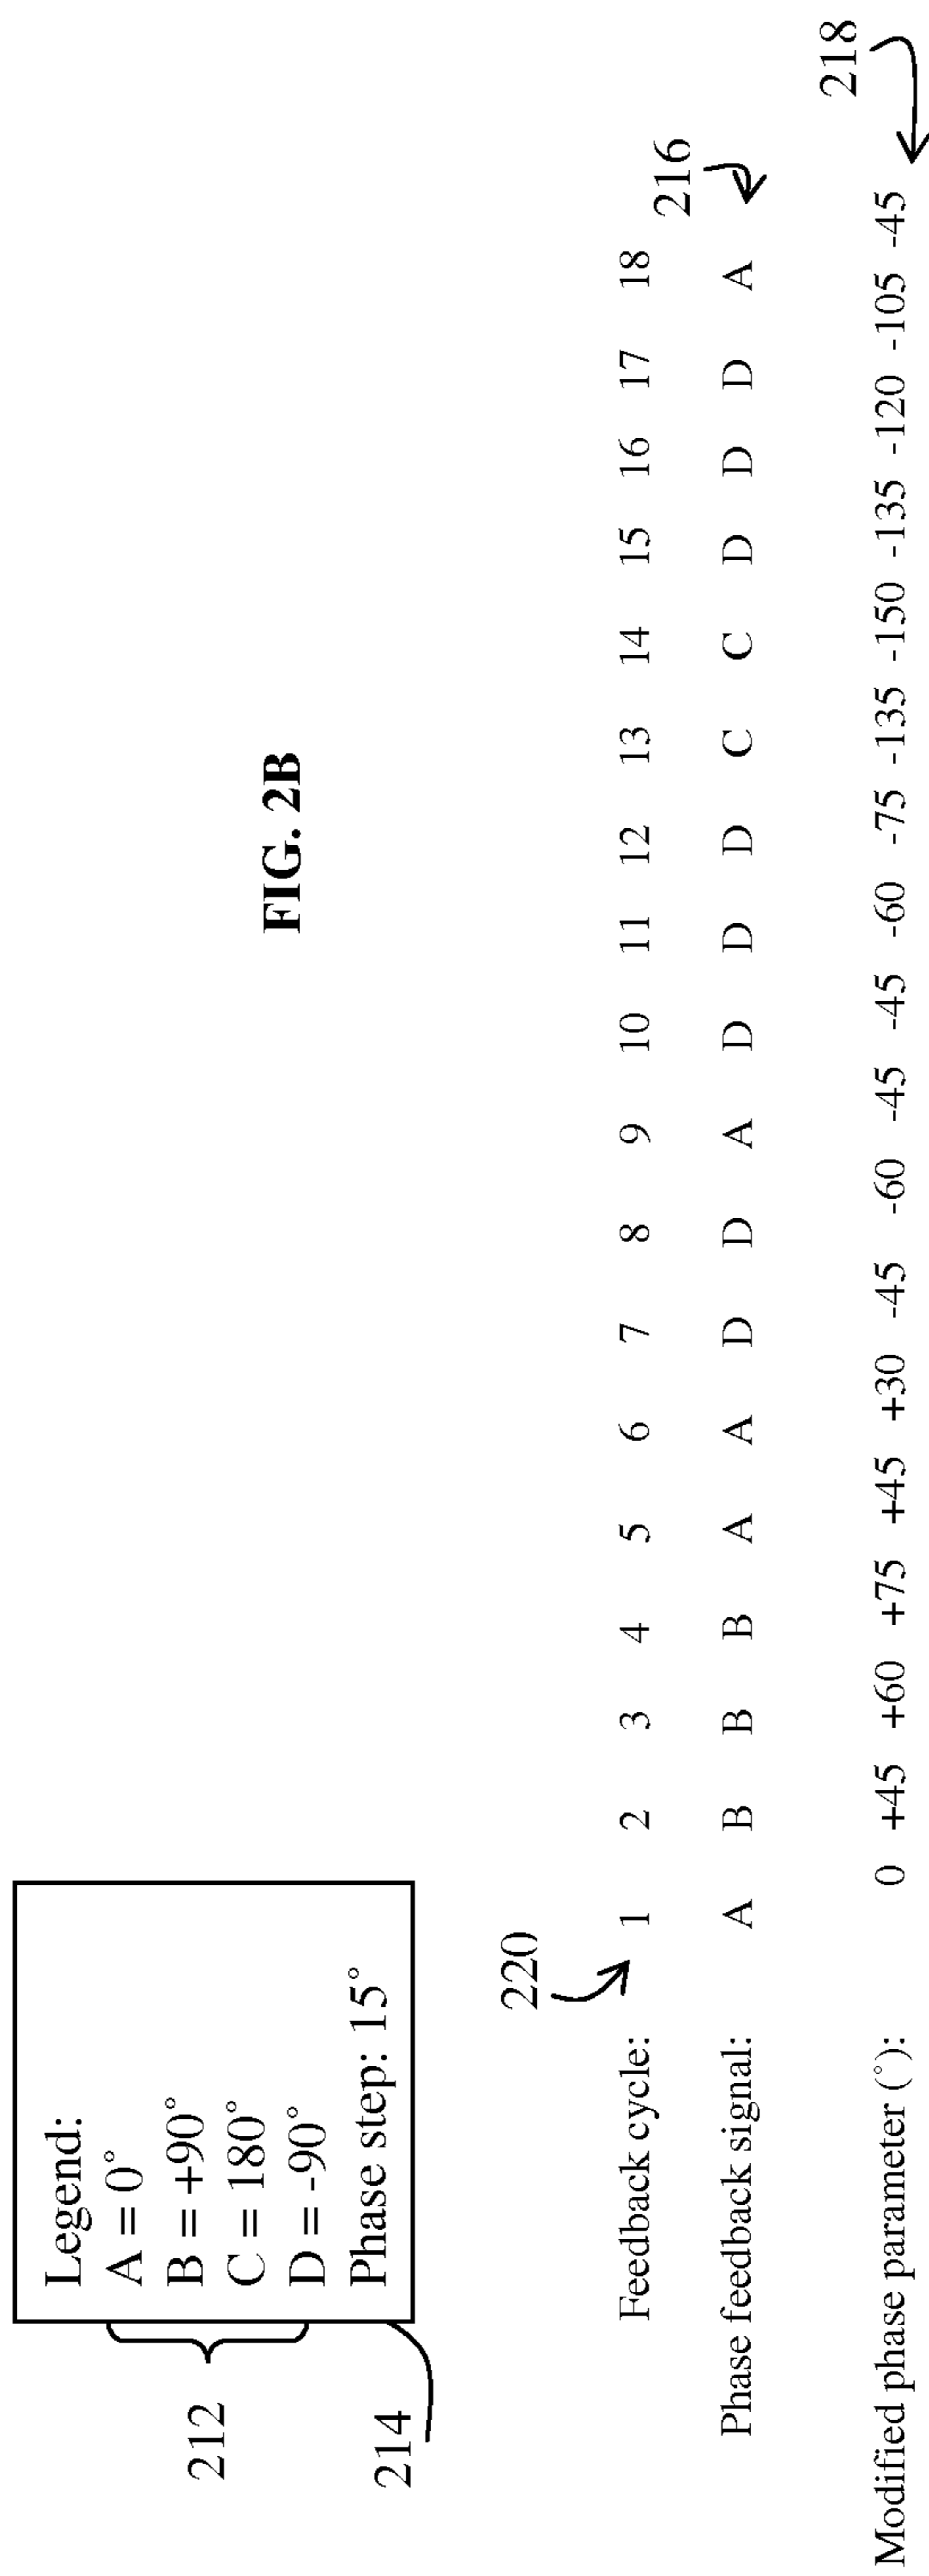 Legend:
A = 0°
B = +90°
C = 180°
D = -90°
Phase step: 15°
212
214
FIG. 2B
220
Feedback cycle: 1 2 3 4 5 6 7 8 9 10 11 12 13 14 15 16 17 18
216
Phase feedback signal: A B B B A A D D A D D D C C D D D A
218
Modified phase parameter (°): 0 +45 +60 +75 +45 +30 -45 -60 -45 -45 -60 -75 -135 -150 -135 -120 -105 -45